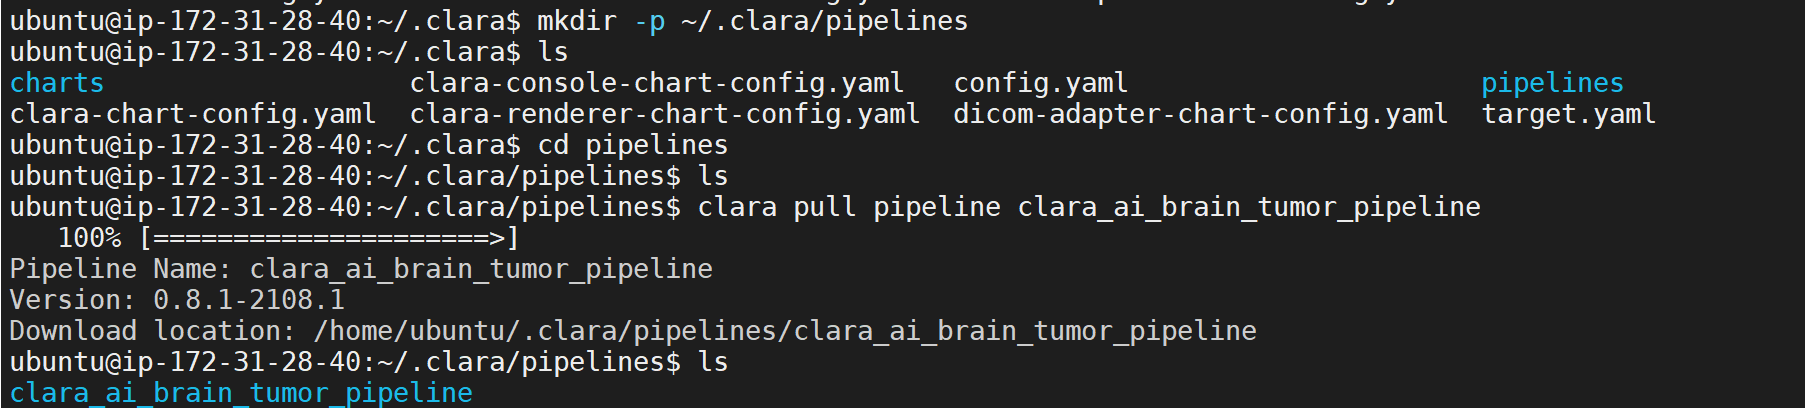 ubuntu@ip-172-31-28-40:~/.clara$ mkdir -p ~/.clara/pipelines
ubuntu@ip-172-31-28-40:~/.clara$ ls
charts                   clara-console-chart-config.yaml   config.yaml                      pipelines
clara-chart-config.yaml  clara-renderer-chart-config.yaml  dicom-adapter-chart-config.yaml  target.yaml
ubuntu@ip-172-31-28-40:~/.clara$ cd pipelines
ubuntu@ip-172-31-28-40:~/.clara/pipelines$ ls
ubuntu@ip-172-31-28-40:~/.clara/pipelines$ clara pull pipeline clara_ai_brain_tumor_pipeline
   100% [=====================>]
Pipeline Name: clara_ai_brain_tumor_pipeline
Version: 0.8.1-2108.1
Download location: /home/ubuntu/.clara/pipelines/clara_ai_brain_tumor_pipeline
ubuntu@ip-172-31-28-40:~/.clara/pipelines$ ls
clara_ai_brain_tumor_pipeline